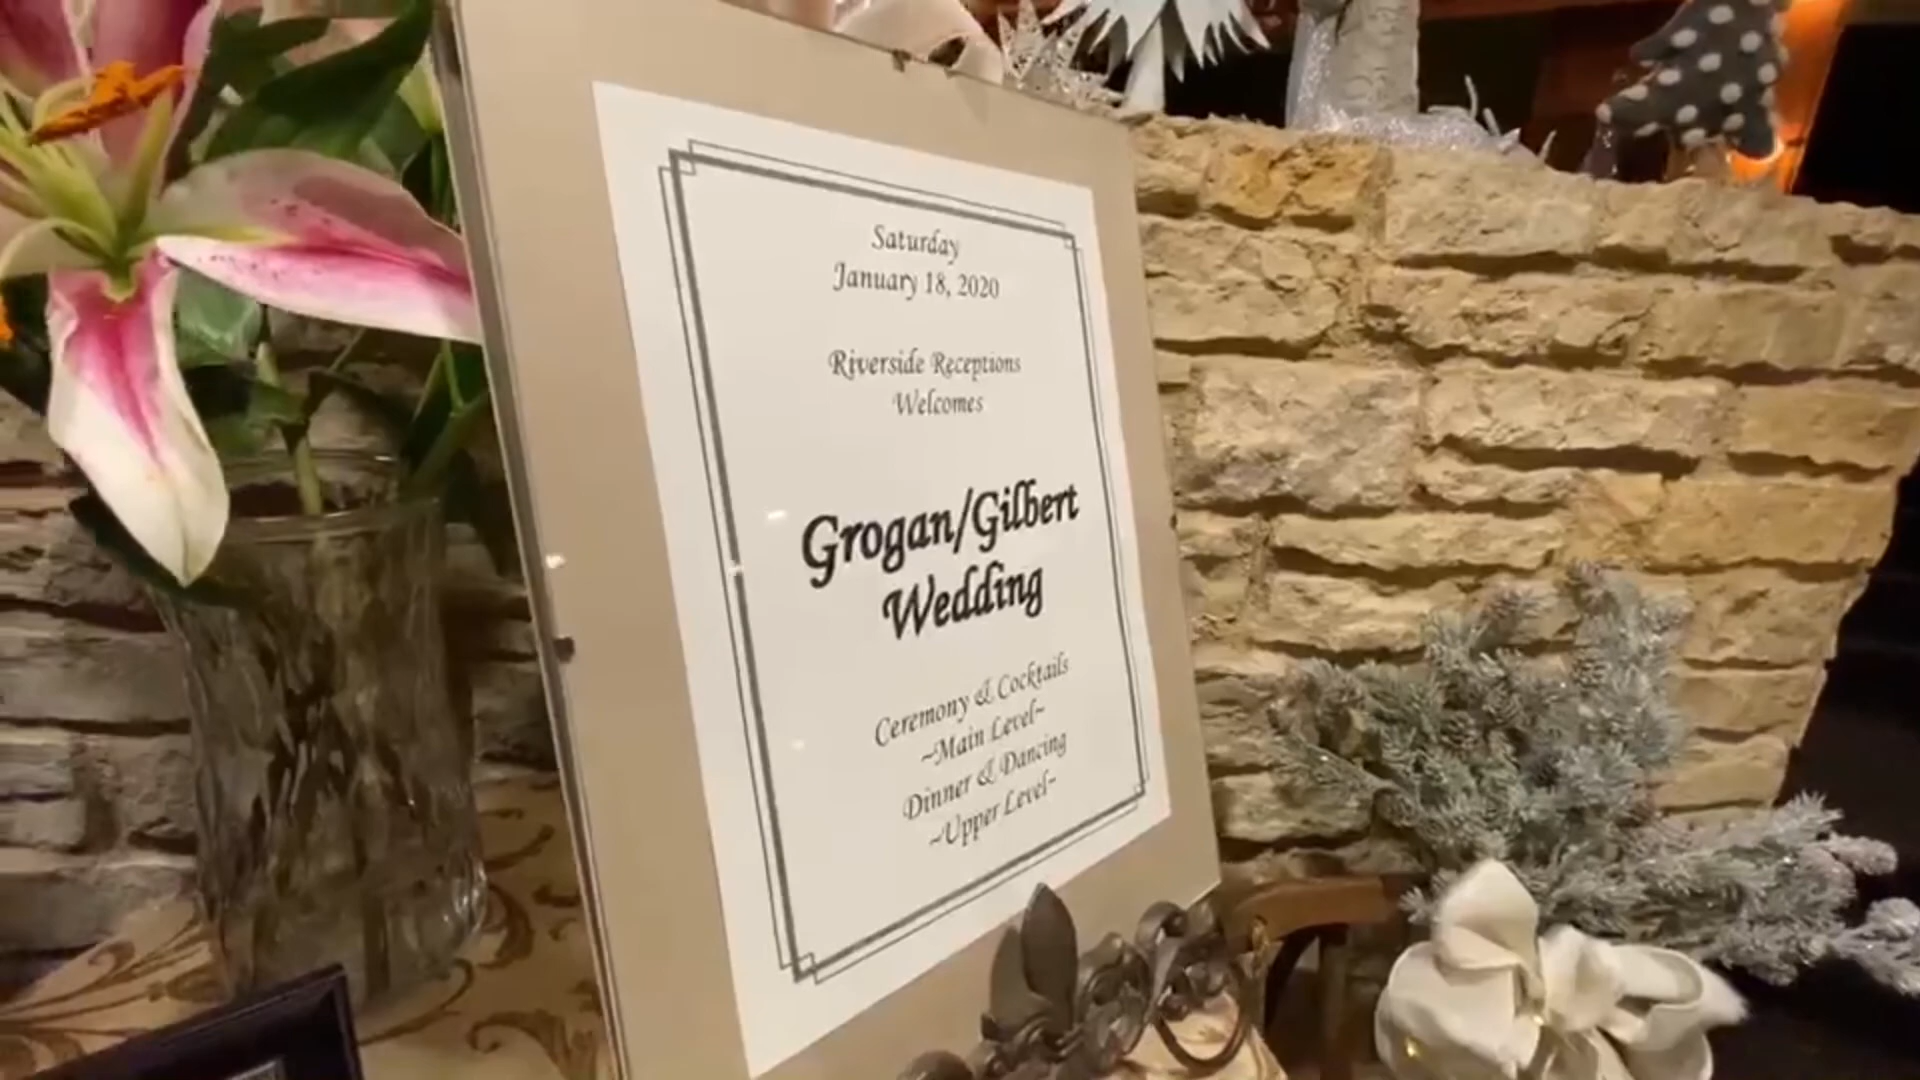 Saturday
January 18, 2020
Riverside Receptions
Welcomes
Grogan/Gilbert
Wedding
Ceremony & Cocktails
~Main Level~
Dinner & Dancing
~Upper Level~